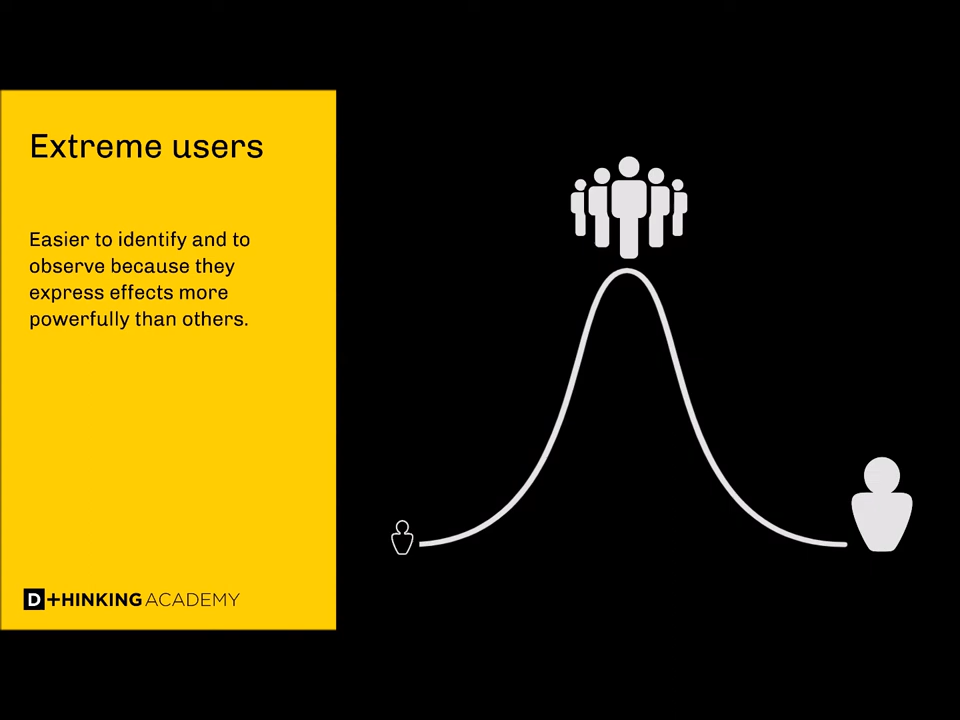 Extreme users
Easier to identify and to
observe because they
express effects more
powerfully than others.
D+HINKING ACADEMY